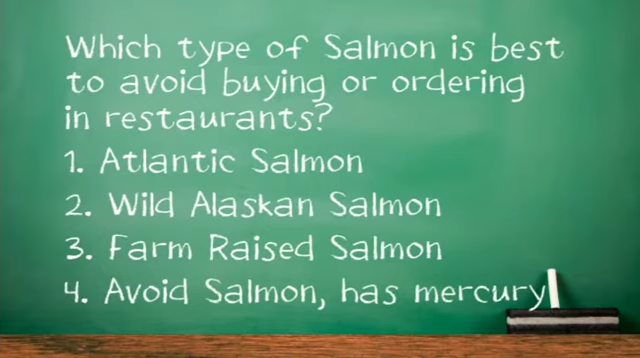 Which type of Salmon is best
to avoid buying or ordering
in restaurants?
1. Atlantic Salmon
2. Wild Alaskan Salmon
3. Farm Raised Salmon
4. Avoid Salmon, has mercury